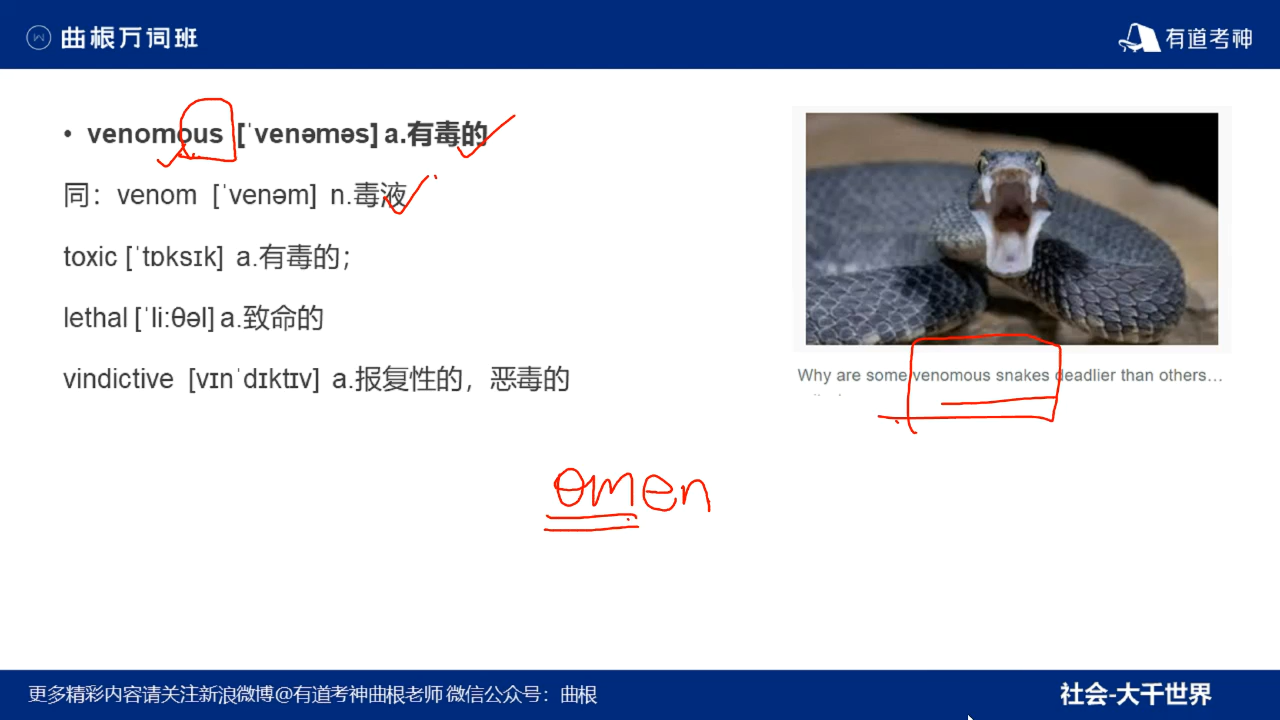 曲根万词班
有道考神
• venomous [ˈvenəməs] a.有毒的
同：venom [ˈvenəm] n.毒液
toxic [ˈtɒksɪk] a.有毒的；
lethal [ˈliːθəl] a.致命的
vindictive [vɪnˈdɪktɪv] a.报复性的，恶毒的
Why are some venomous snakes deadlier than others...
omen
更多精彩内容请关注新浪微博@有道考神曲根老师 微信公众号：曲根
社会-大千世界